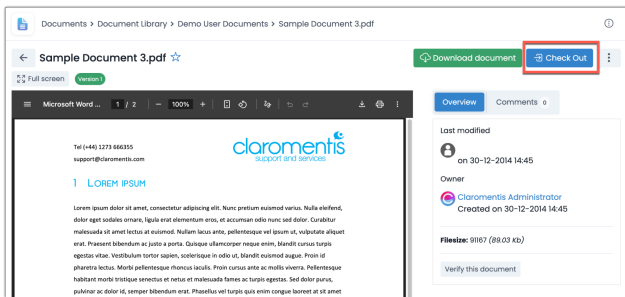 Documents > Document Library > Demo User Documents > Sample Document 3.pdf
Sample Document 3.pdf
Download document
Check Out
Full screen
Version 1
Microsoft Word ...
1 / 2
100%
Overview
Comments 0
Tel (+44) 1273 666355
support@claromentis.com
claromentis
support and services
1 LOREM IPSUM
Lorem ipsum dolor sit amet, consectetur adipiscing elit. Nunc pretium euismod varius. Nulla eleifend,
dolor eget sodales ornare, ligula erat elementum eros, et accumsan odio nunc sed dolor. Curabitur
malesuada sit amet lectus at euismod. Nullam lacus ante, pellentesque vel ipsum ut, vulputate aliquet
erat. Praesent bibendum ac justo a porta. Quisque ullamcorper neque enim, blandit cursus turpis
egestas vitae. Vestibulum tortor sapien, scelerisque in odio ut, blandit euismod augue. Proin id
pharetra lectus. Morbi pellentesque rhoncus iaculis. Proin cursus ante ac mollis viverra. Pellentesque
habitant morbi tristique senectus et netus et malesuada fames ac turpis egestas. Sed dolor purus,
pulvinar ac dolor id, semper bibendum erat. Phasellus vel turpis quis enim congue laoreet at sit amet
Last modified
on 30-12-2014 14:45
Owner
Claromentis Administrator
Created on 30-12-2014 14:45
Filesize: 91167 (89.03 Kb)
Verify this document